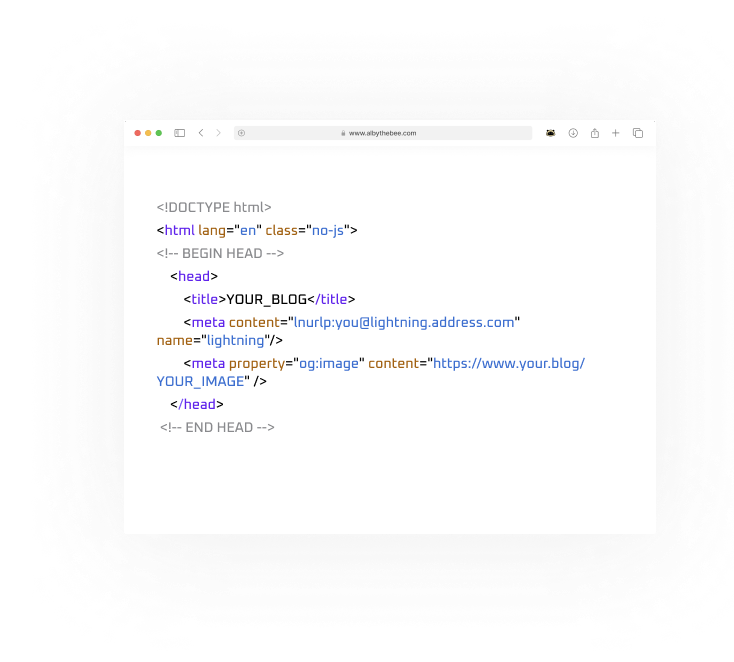 www.albythebee.com
<!DOCTYPE html>
<html lang="en" class="no-js">
<!-- BEGIN HEAD -->
<head>
<title>YOUR_BLOG</title>
<meta content="lnurlp:you@lightning.address.com"
name="lightning"/>
<meta property="og:image" content="https://www.your.blog/
YOUR_IMAGE" />
</head>
<!-- END HEAD -->